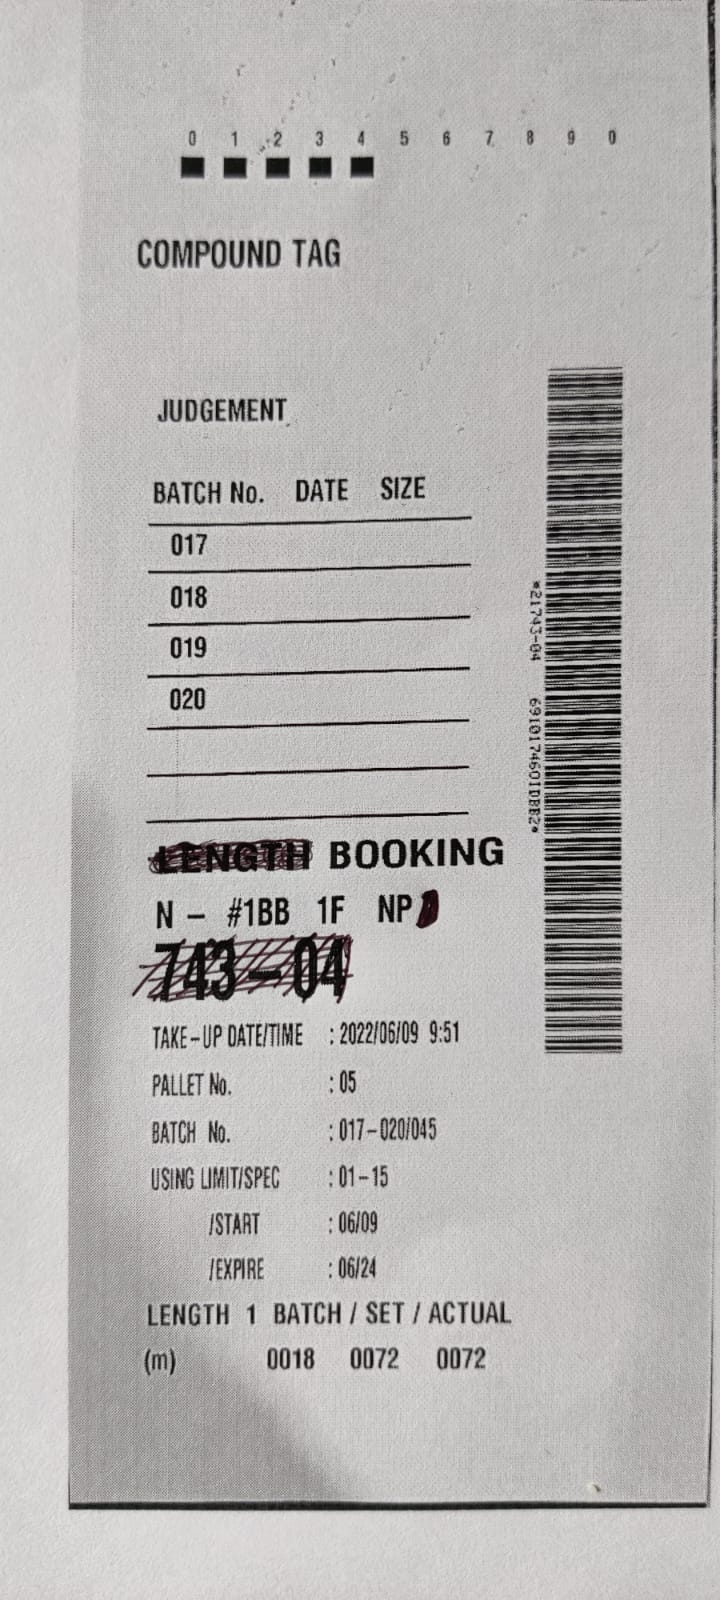 0 1 2 3 4 5 6 7 8 9 0
COMPOUND TAG
JUDGEMENT
BATCH No. DATE SIZE
017
018
019
020
LENGTH BOOKING
N - #1BB 1F NP
743-04
TAKE-UP DATE/TIME : 2022/06/09 9:51
PALLET No. : 05
BATCH No. : 017-020/045
USING LIMIT/SPEC : 01-15
/START : 06/09
/EXPIRE : 06/24
LENGTH 1 BATCH / SET / ACTUAL
(m) 0018 0072 0072
*21743-04